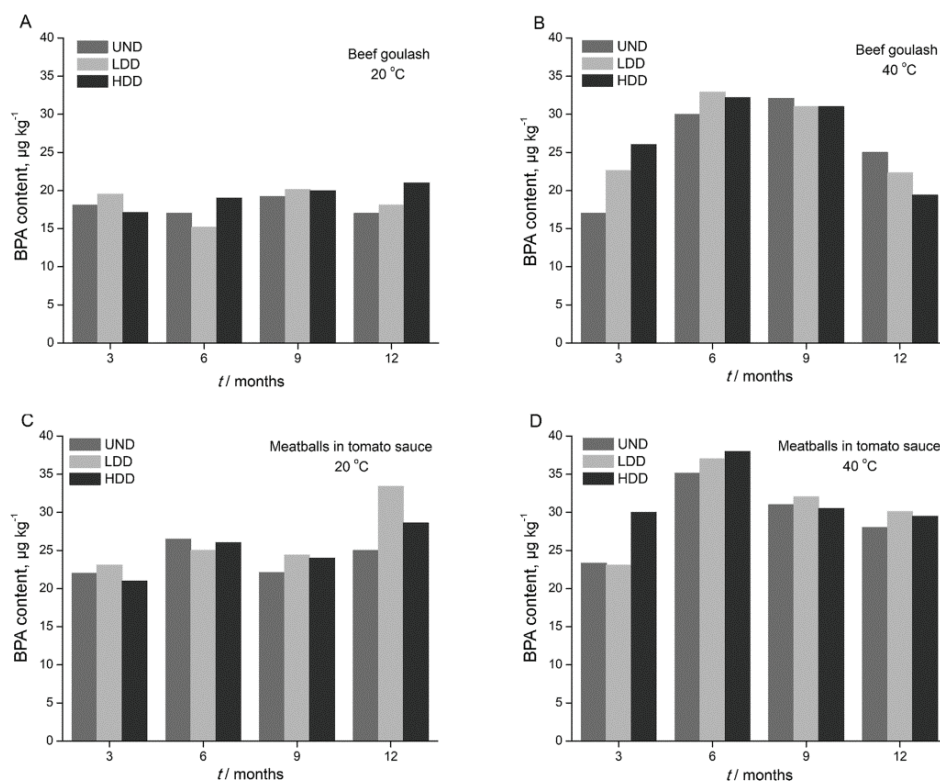 A
40
35
30
25
20
15
10
5
0
BPA content, µg kg⁻¹
UND
LDD
HDD
Beef goulash
20 °C
3 6 9 12
t / months
B
40
35
30
25
20
15
10
5
0
BPA content, µg kg⁻¹
UND
LDD
HDD
Beef goulash
40 °C
3 6 9 12
t / months
C
40
35
30
25
20
15
10
5
0
BPA content, µg kg⁻¹
UND
LDD
HDD
Meatballs in tomato sauce
20 °C
3 6 9 12
t / months
D
40
35
30
25
20
15
10
5
0
BPA content, µg kg⁻¹
UND
LDD
HDD
Meatballs in tomato sauce
40 °C
3 6 9 12
t / months